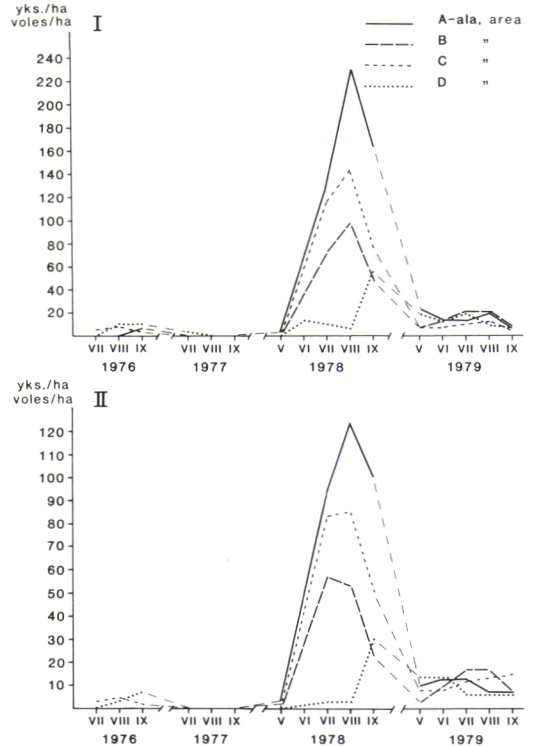 yks./ha
voles/ha
I
A-ala, area
B "
C "
D "
240
220
200
180
160
140
120
100
80
60
40
20
VII VIII IX VII VIII IX V VI VII VIII IX V VI VII VIII IX
1976 1977 1978 1979
yks./ha
voles/ha
II
120
110
100
90
80
70
60
50
40
30
20
10
VII VIII IX VII VIII IX V VI VII VIII IX V VI VII VIII IX
1976 1977 1978 1979